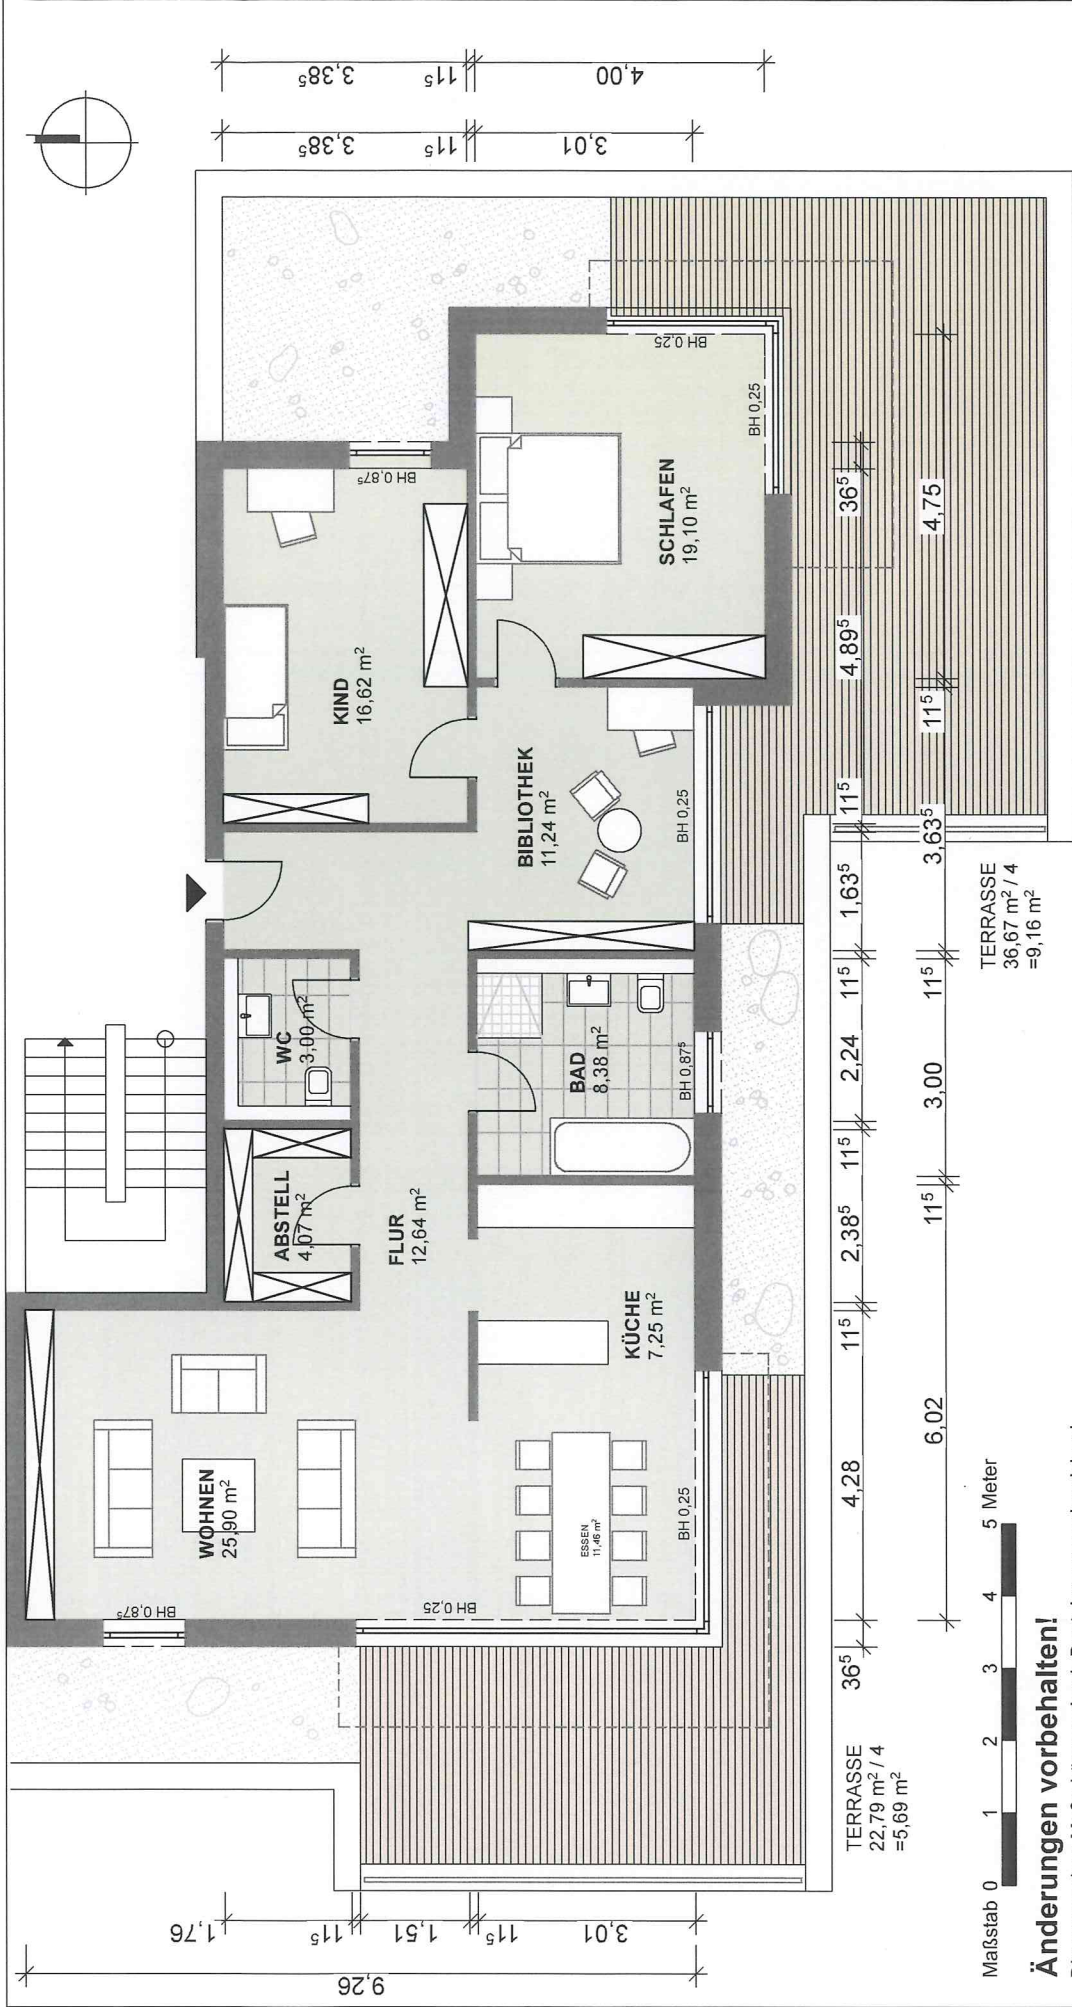 WOHNEN
25,90 m²
BH 0,87⁵
BH 0,25
ESSEN
11,46 m²
BH 0,25
KÜCHE
7,25 m²
ABSTELL
4,07 m²
FLUR
12,64 m²
WC
3,00 m²
BAD
8,38 m²
BH 0,87⁵
BIBLIOTHEK
11,24 m²
BH 0,25
KIND
16,62 m²
BH 0,87⁵
SCHLAFEN
19,10 m²
BH 0,25
BH 0,25
9,26
1,76
11⁵
1,51
11⁵
3,01
3,38⁵
11⁵
3,01
3,38⁵
11⁵
4,00
36⁵
4,28
11⁵
2,38⁵
11⁵
2,24
11⁵
1,63⁵
11⁵
4,89⁵
36⁵
6,02
11⁵
3,00
11⁵
3,63⁵
11⁵
4,75
TERRASSE
22,79 m² / 4
=5,69 m²
TERRASSE
36,67 m² / 4
=9,16 m²
Maßstab 0 1 2 3 4 5 Meter
Änderungen vorbehalten!